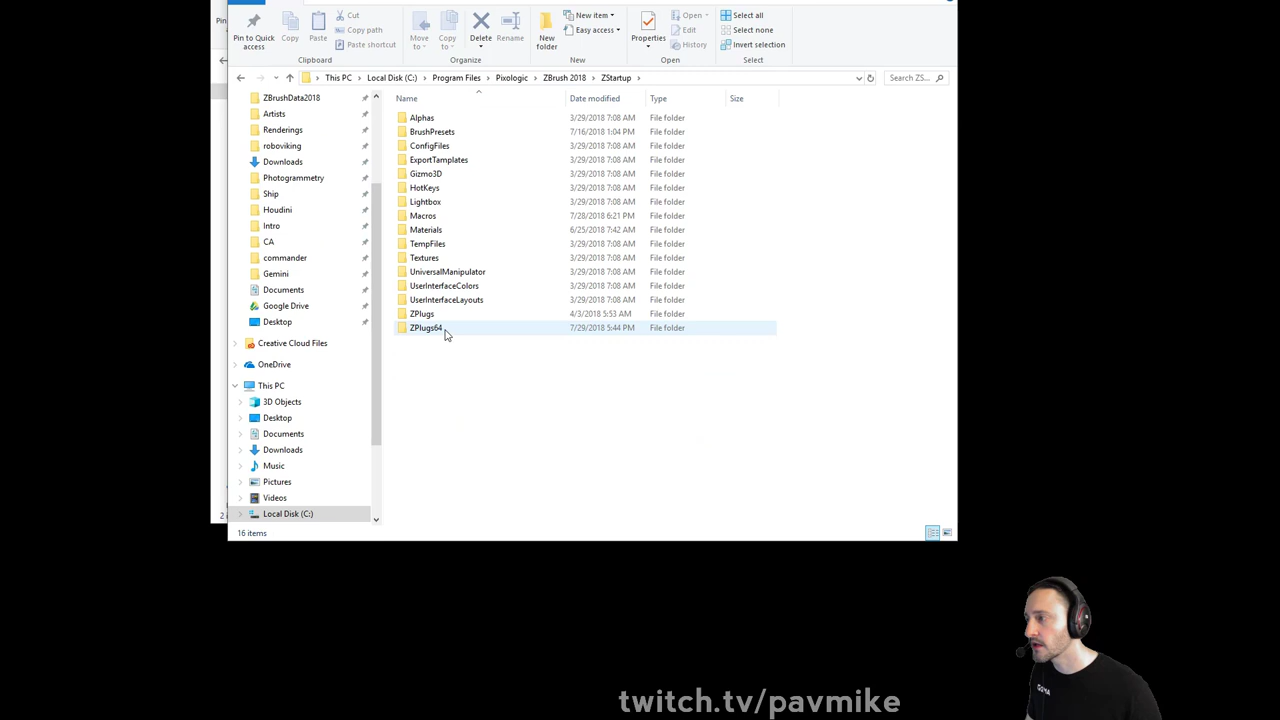 Pin
Pin to Quick access
Copy
Paste
Cut
Copy path
Paste shortcut
Clipboard
Move to
Copy to
Delete
Rename
Organize
New folder
New item
Easy access
New
Properties
Open
Edit
History
Open
Select all
Select none
Invert selection
Select
This PC > Local Disk (C:) > Program Files > Pixologic > ZBrush 2018 > ZStartup >
Search ZS...
Name Date modified Type Size
ZBrushData2018
Artists
Renderings
roboviking
Downloads
Photogrammetry
Ship
Houdini
Intro
CA
commander
Gemini
Documents
Google Drive
Desktop
Creative Cloud Files
OneDrive
This PC
3D Objects
Desktop
Documents
Downloads
Music
Pictures
Videos
Local Disk (C:)
Alphas 3/29/2018 7:08 AM File folder
BrushPresets 7/16/2018 1:04 PM File folder
ConfigFiles 3/29/2018 7:08 AM File folder
ExportTamplates 3/29/2018 7:08 AM File folder
Gizmo3D 3/29/2018 7:08 AM File folder
HotKeys 3/29/2018 7:08 AM File folder
Lightbox 3/29/2018 7:08 AM File folder
Macros 7/28/2018 6:21 PM File folder
Materials 6/25/2018 7:42 AM File folder
TempFiles 3/29/2018 7:08 AM File folder
Textures 3/29/2018 7:08 AM File folder
UniversalManipulator 3/29/2018 7:08 AM File folder
UserInterfaceColors 3/29/2018 7:08 AM File folder
UserInterfaceLayouts 3/29/2018 7:08 AM File folder
ZPlugs 4/3/2018 5:53 AM File folder
ZPlugs64 7/29/2018 5:44 PM File folder
16 items
twitch.tv/pavmike